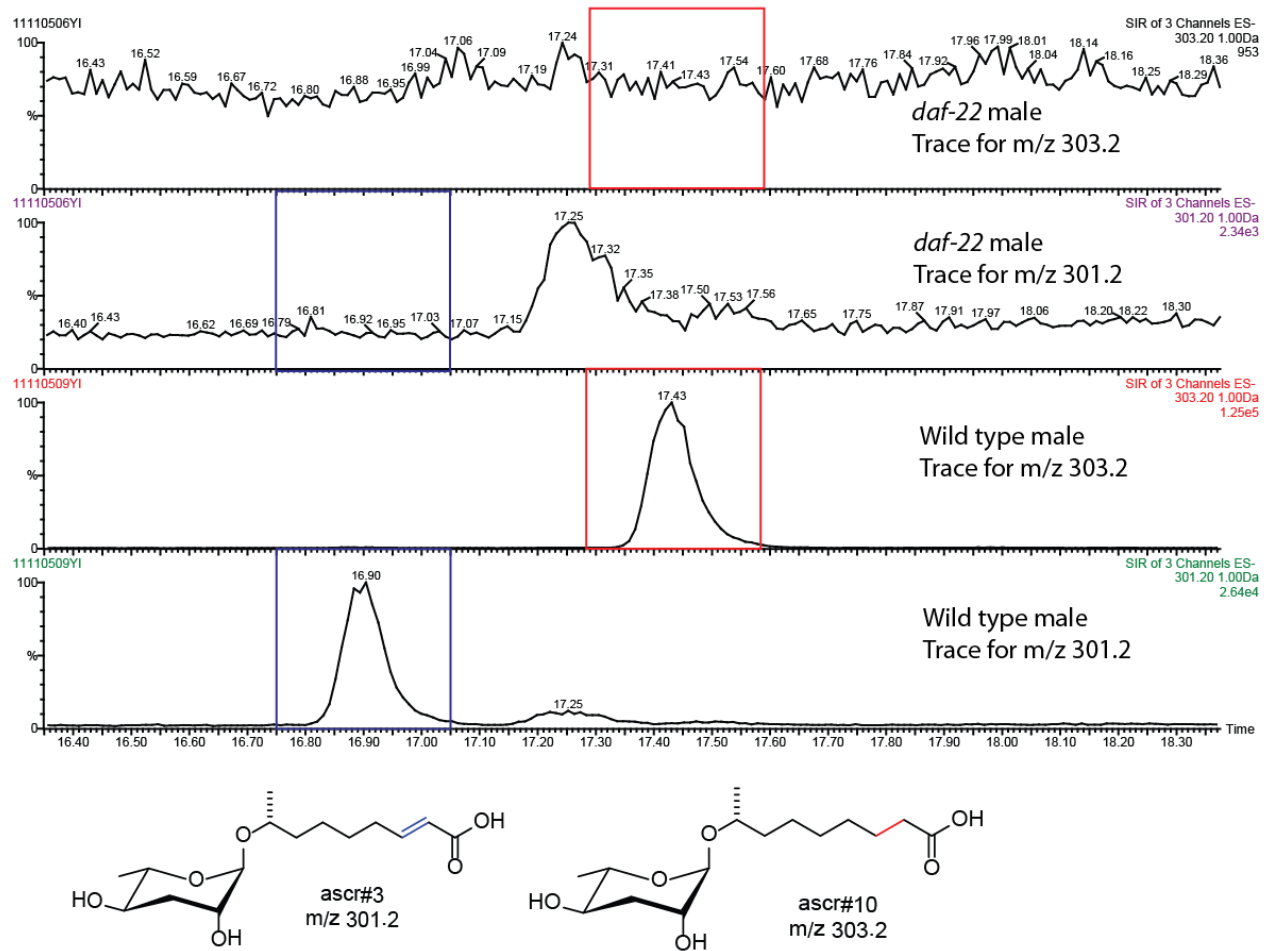 11110506YI
SIR of 3 Channels ES-
303.20 1.00Da
953
100
%
0
16.43 16.52 16.59 16.67 16.72 16.80 16.88 16.95 16.99 17.04 17.06 17.09 17.19 17.24 17.31 17.41 17.43 17.54 17.60 17.68 17.76 17.84 17.92 17.96 17.99 18.01 18.04 18.14 18.16 18.25 18.29 18.36
daf-22 male
Trace for m/z 303.2
11110506YI
SIR of 3 Channels ES-
301.20 1.00Da
2.34e3
100
%
0
16.40 16.43 16.62 16.69 16.79 16.81 16.92 16.95 17.03 17.07 17.15 17.25 17.32 17.35 17.38 17.50 17.53 17.56 17.65 17.75 17.87 17.91 17.97 18.06 18.20 18.22 18.30
daf-22 male
Trace for m/z 301.2
11110509YI
SIR of 3 Channels ES-
303.20 1.00Da
1.25e5
100
%
0
17.43
Wild type male
Trace for m/z 303.2
11110509YI
SIR of 3 Channels ES-
301.20 1.00Da
2.64e4
100
%
0
16.90 17.25
Wild type male
Trace for m/z 301.2
Time
16.40 16.50 16.60 16.70 16.80 16.90 17.00 17.10 17.20 17.30 17.40 17.50 17.60 17.70 17.80 17.90 18.00 18.10 18.20 18.30
O OH
O
O
HO
OH
ascr#3
m/z 301.2
O OH
O
O
HO
OH
ascr#10
m/z 303.2